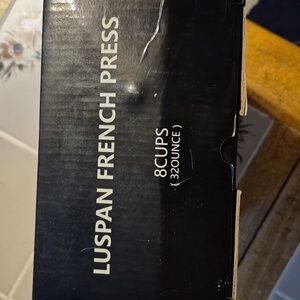 LUSPAN FRENCH PRESS
8CUPS
( 32OUNCE )